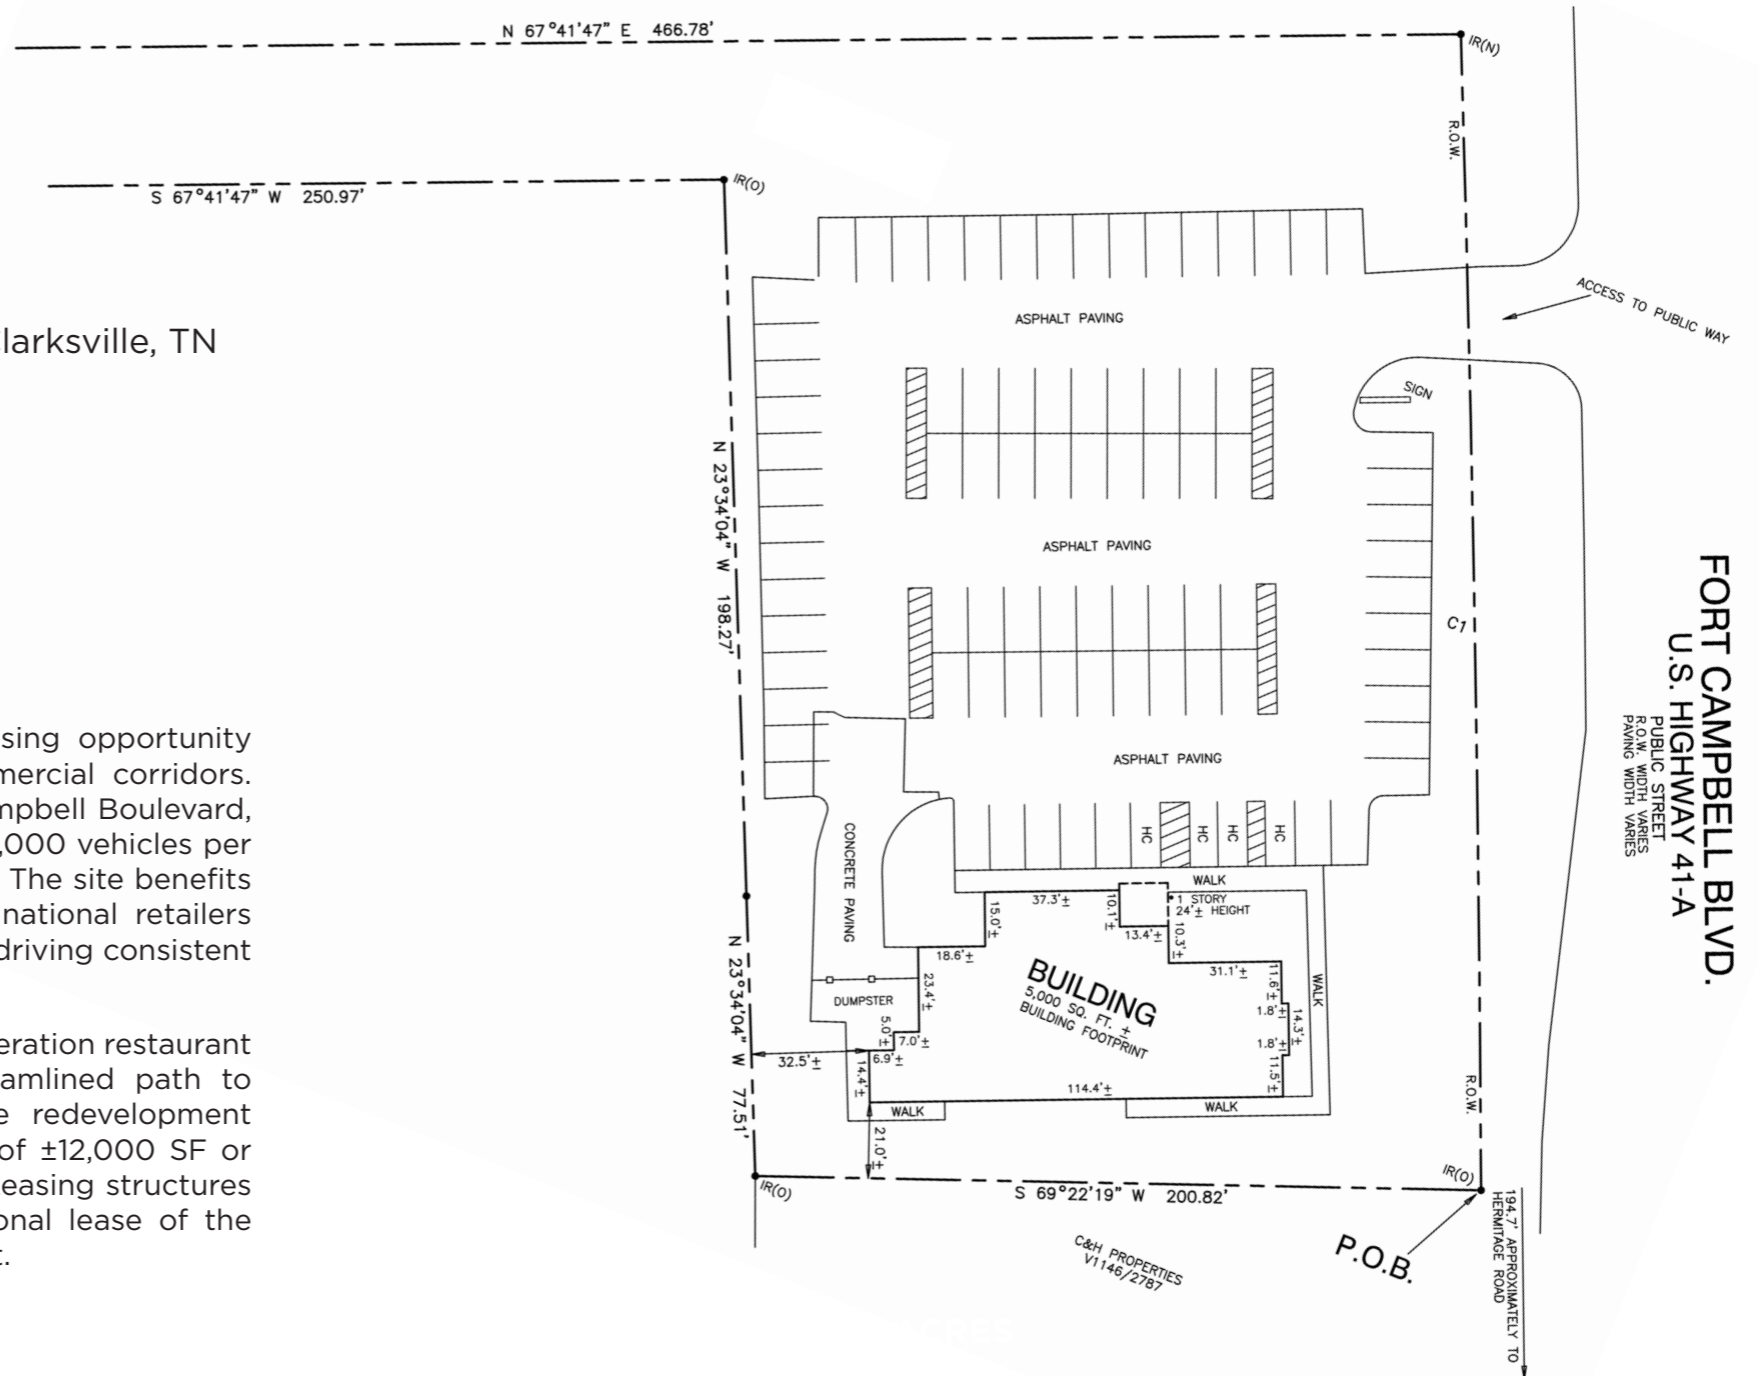 N 67°41'47" E 466.78'
IR(N)
R.O.W.
S 67°41'47" W 250.97'
IR(O)
larksville, TN
ACCESS TO PUBLIC WAY
SIGN
ASPHALT PAVING
ASPHALT PAVING
ASPHALT PAVING
N 23°34'04" W 198.27'
C1
FORT CAMPBELL BLVD.
U.S. HIGHWAY 41-A
PUBLIC STREET
R.O.W. WIDTH VARIES
PAVING WIDTH VARIES
sing opportunity
mercial corridors.
mpbell Boulevard,
,000 vehicles per
The site benefits
national retailers
driving consistent
HC
HC
HC
HC
CONCRETE PAVING
WALK
1 STORY
24'± HEIGHT
37.3'±
10.1'±
15.0'±
13.4'±
10.3'±
18.6'±
31.1'±
11.6'±
WALK
23.4'±
1.8'±
14.3'±
1.8'±
11.5'±
BUILDING
5,000 SQ. FT. ±
BUILDING FOOTPRINT
DUMPSTER
5.0'±
7.0'±
6.9'±
14.4'±
114.4'±
32.5'±
WALK
WALK
21.0'±
N 23°34'04" W 77.51'
R.O.W.
eration restaurant
amlined path to
e redevelopment
of ±12,000 SF or
easing structures
onal lease of the
t.
IR(O)
S 69°22'19" W 200.82'
IR(O)
P.O.B.
194.7' APPROXIMATELY TO
HERMITAGE ROAD
C&H PROPERTIES
V1146/2787
ACRES